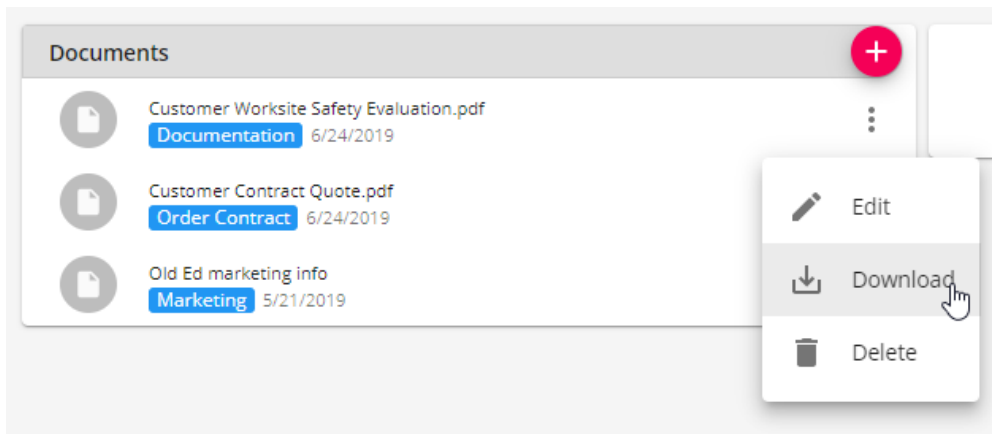 Documents
Customer Worksite Safety Evaluation.pdf
Documentation 6/24/2019
Customer Contract Quote.pdf
Order Contract 6/24/2019
Old Ed marketing info
Marketing 5/21/2019
Edit
Download
Delete